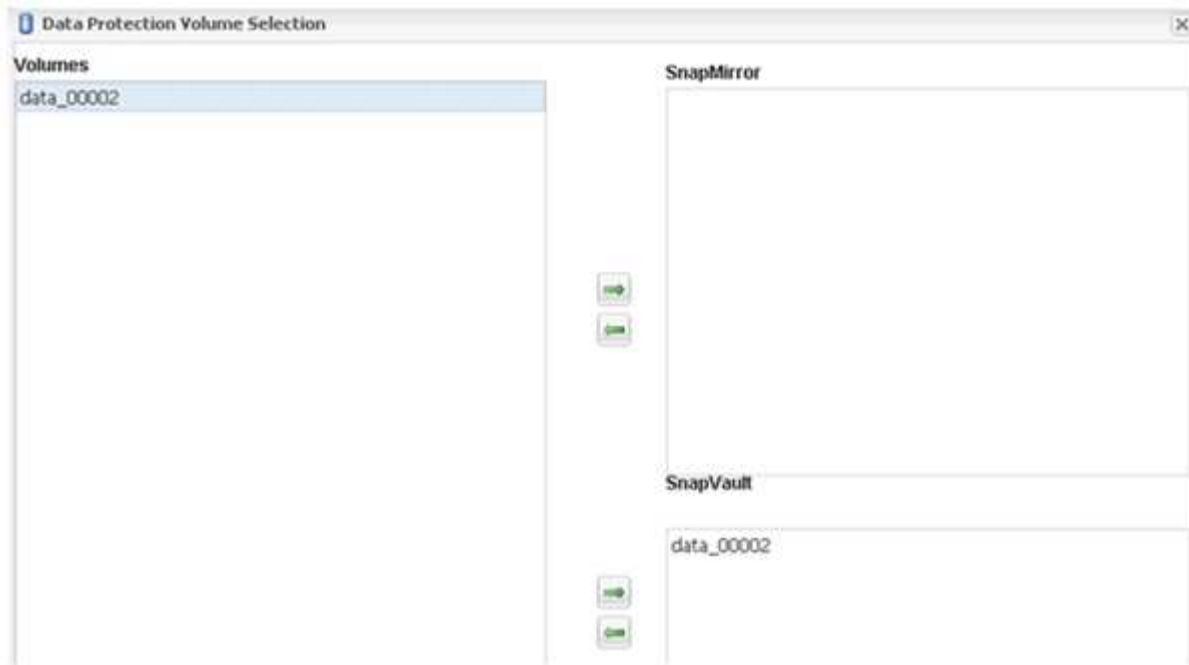 Data Protection Volume Selection
Volumes
data_00002
SnapMirror
SnapVault
data_00002